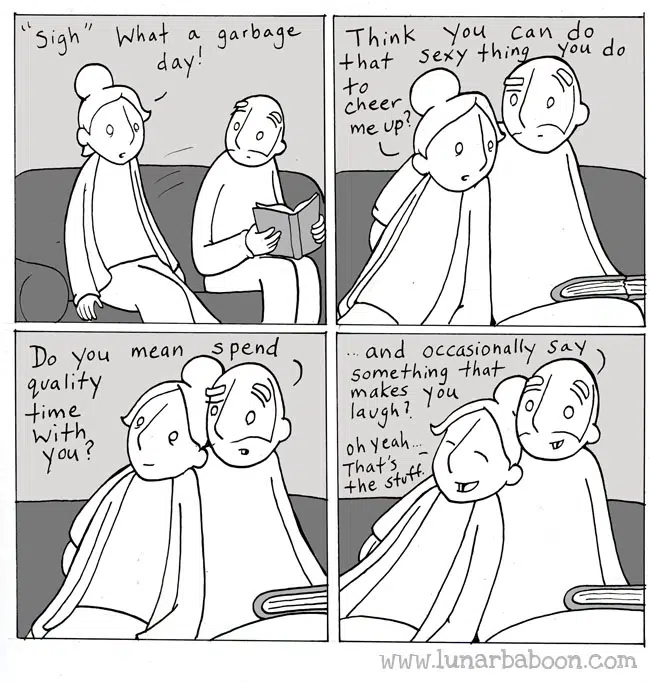 "Sigh" What a garbage
day!
Think you can do
that sexy thing you do
to
cheer
me up?
Do you mean spend
quality
time
with
you?
...and occasionally say
something that
makes you
laugh?
oh yeah...
That's
the stuff.
www.lunarbaboon.com